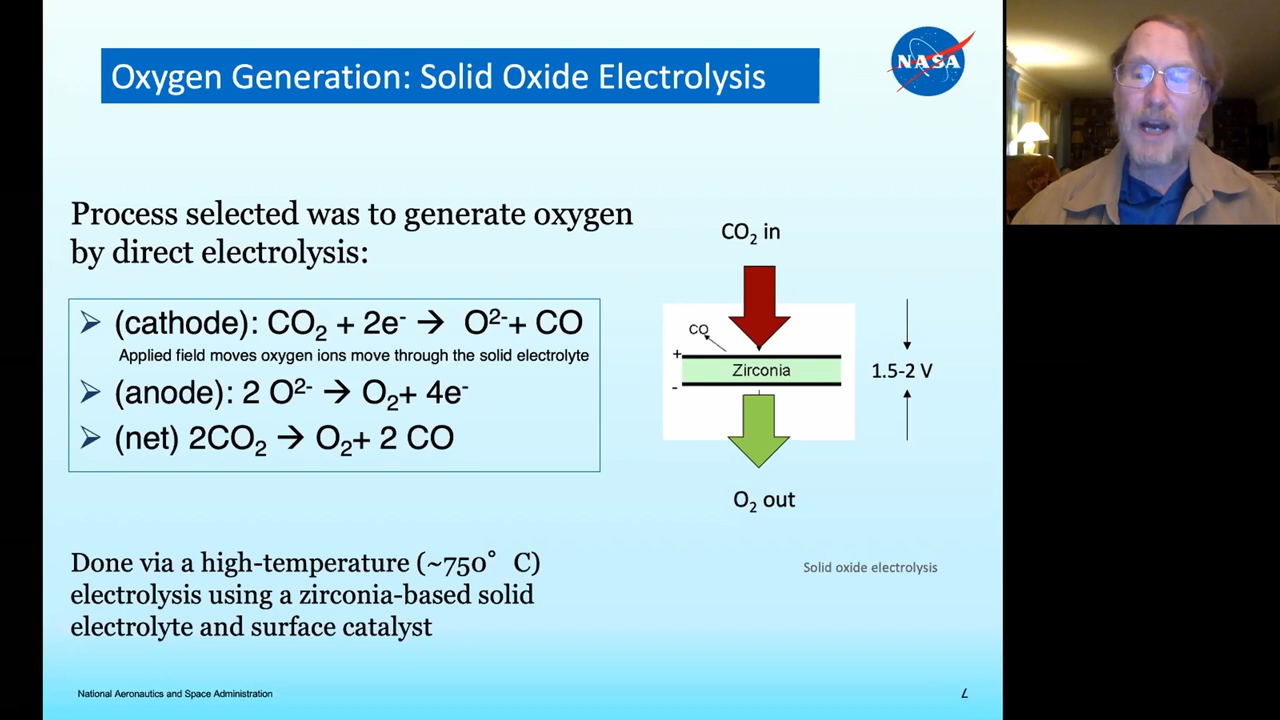 Oxygen Generation: Solid Oxide Electrolysis
NASA
Process selected was to generate oxygen
by direct electrolysis:
➢ (cathode): CO₂ + 2e⁻ → O²⁻+ CO
Applied field moves oxygen ions move through the solid electrolyte
➢ (anode): 2 O²⁻ → O₂+ 4e⁻
➢ (net) 2CO₂ → O₂+ 2 CO
CO₂ in
CO
+
Zirconia
-
1.5-2 V
O₂ out
Solid oxide electrolysis
Done via a high-temperature (~750° C)
electrolysis using a zirconia-based solid
electrolyte and surface catalyst
National Aeronautics and Space Administration
7